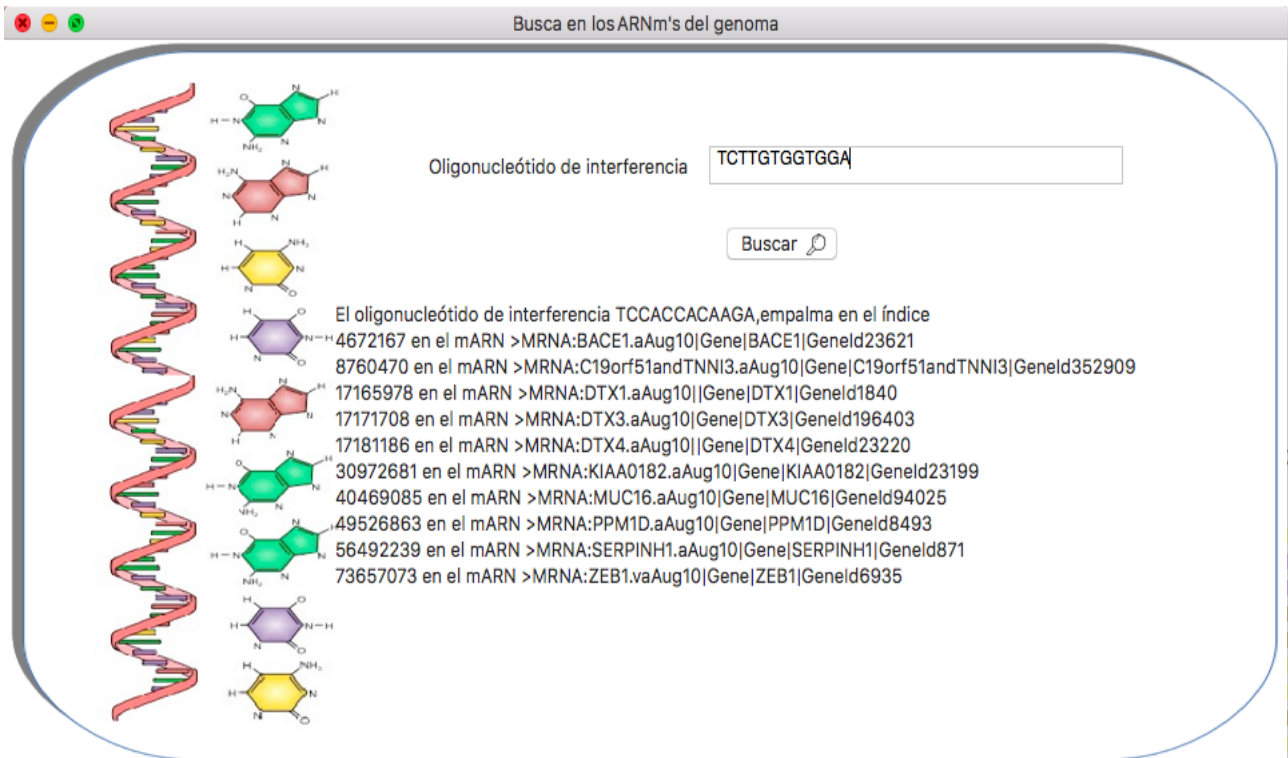 Busca en los ARNm's del genoma
Oligonucleótido de interferencia
TCTTGTGGTGGA
Buscar
El oligonucleótido de interferencia TCCACCACAAGA,empalma en el índice
4672167 en el mARN >MRNA:BACE1.aAug10|Gene|BACE1|GeneId23621
8760470 en el mARN >MRNA:C19orf51andTNNI3.aAug10|Gene|C19orf51andTNNI3|GeneId352909
17165978 en el mARN >MRNA:DTX1.aAug10||Gene|DTX1|GeneId1840
17171708 en el mARN >MRNA:DTX3.aAug10|Gene|DTX3|GeneId196403
17181186 en el mARN >MRNA:DTX4.aAug10||Gene|DTX4|GeneId23220
30972681 en el mARN >MRNA:KIAA0182.aAug10|Gene|KIAA0182|GeneId23199
40469085 en el mARN >MRNA:MUC16.aAug10|Gene|MUC16|GeneId94025
49526863 en el mARN >MRNA:PPM1D.aAug10|Gene|PPM1D|GeneId8493
56492239 en el mARN >MRNA:SERPINH1.aAug10|Gene|SERPINH1|GeneId871
73657073 en el mARN >MRNA:ZEB1.vaAug10|Gene|ZEB1|GeneId6935